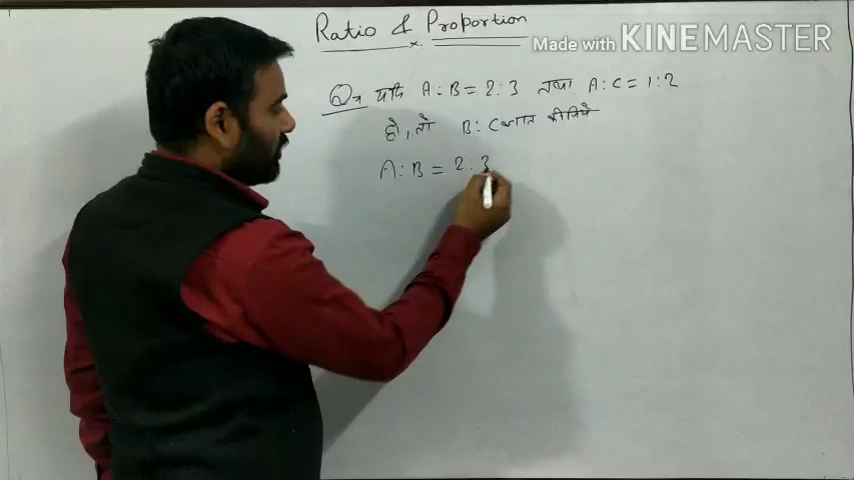 Ratio & Proportion
Made with KINEMASTER
Q→ यदि A : B = 2 : 3 तथा A : C = 1 : 2
हो, तो B : C ज्ञात कीजिये
A : B = 2 : 3